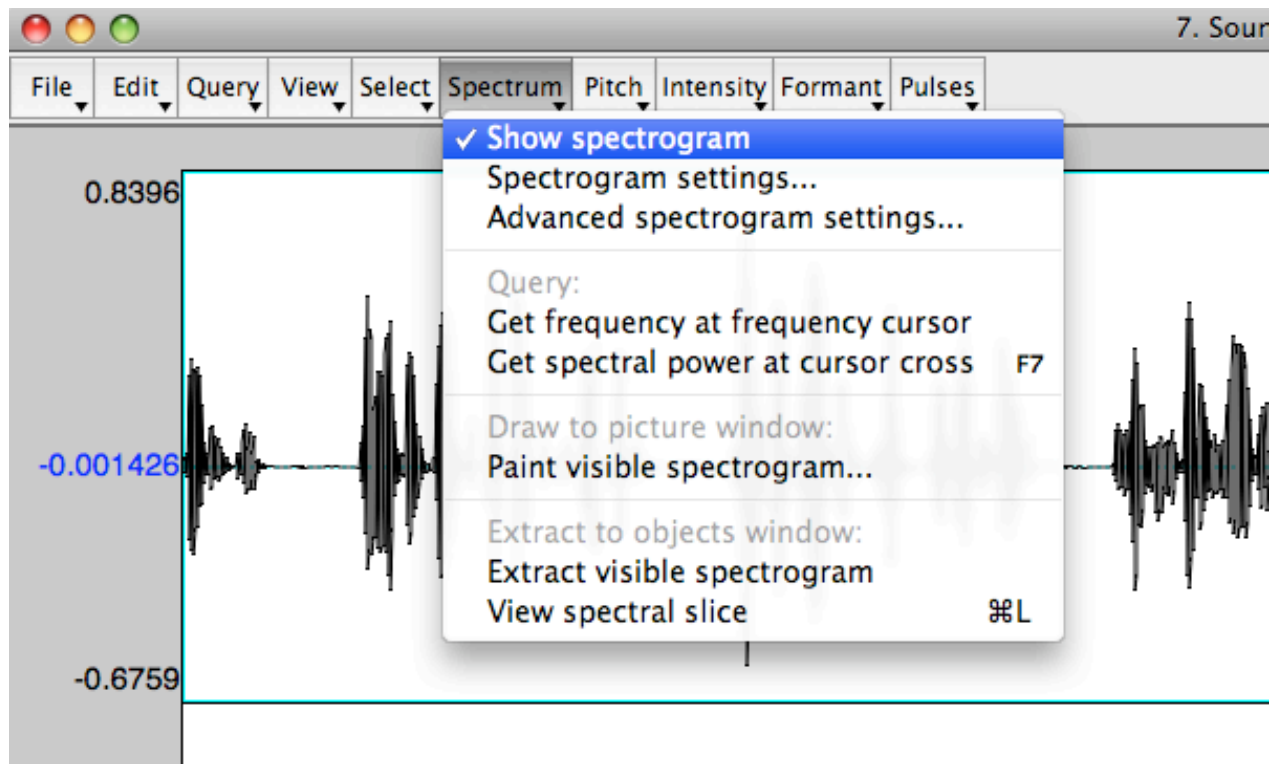 7. Soun
File Edit Query View Select Spectrum Pitch Intensity Formant Pulses
✓ Show spectrogram
Spectrogram settings...
Advanced spectrogram settings...
Query:
Get frequency at frequency cursor
Get spectral power at cursor cross F7
Draw to picture window:
Paint visible spectrogram...
Extract to objects window:
Extract visible spectrogram
View spectral slice ⌘L
0.8396
-0.001426
-0.6759